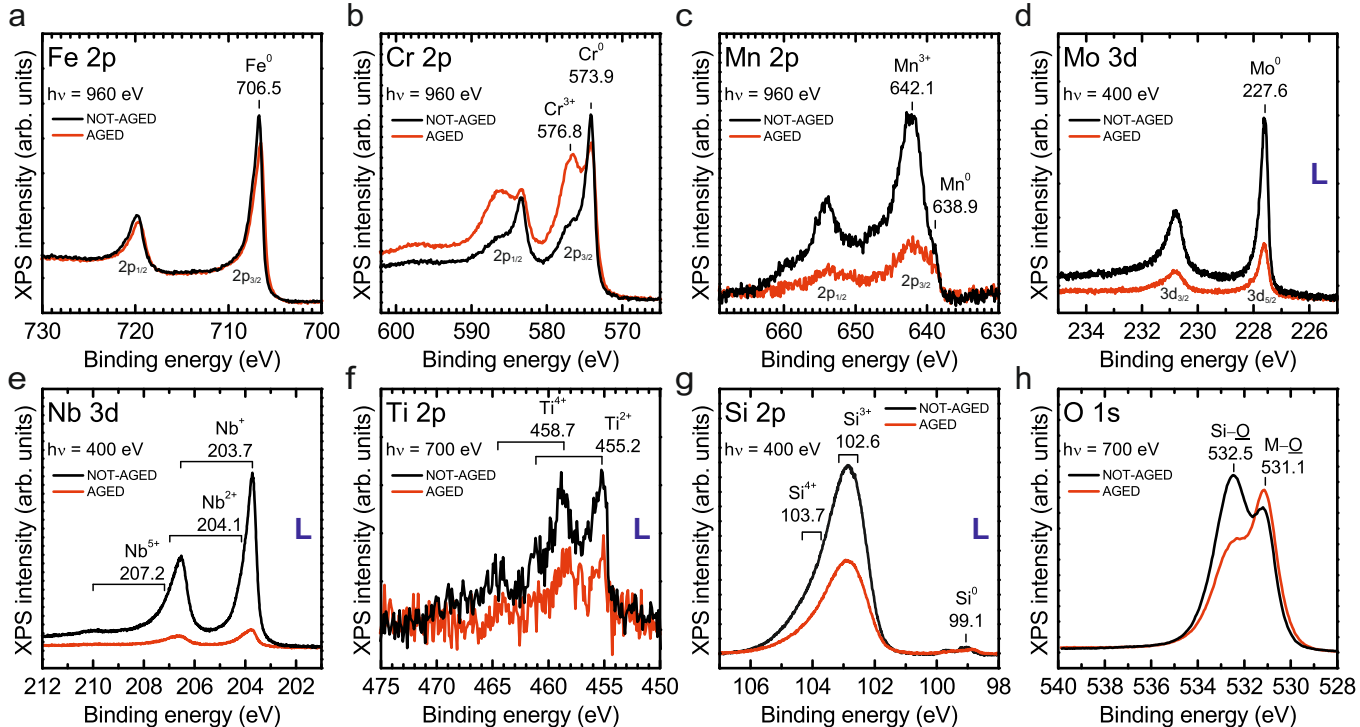 a
Fe 2p
hν = 960 eV
NOT-AGED
AGED
Fe⁰
706.5
2p₁/₂
2p₃/₂
XPS intensity (arb. units)
730 720 710 700
Binding energy (eV)
b
Cr 2p
hν = 960 eV
NOT-AGED
AGED
Cr⁰
573.9
Cr³⁺
576.8
2p₁/₂
2p₃/₂
XPS intensity (arb. units)
600 590 580 570
Binding energy (eV)
c
Mn 2p
hν = 960 eV
NOT-AGED
AGED
Mn³⁺
642.1
Mn⁰
638.9
2p₁/₂
2p₃/₂
XPS intensity (arb. units)
660 650 640 630
Binding energy (eV)
d
Mo 3d
hν = 400 eV
NOT-AGED
AGED
Mo⁰
227.6
L
3d₃/₂
3d₅/₂
XPS intensity (arb. units)
235 230 225
Binding energy (eV)
e
Nb 3d
hν = 400 eV
NOT-AGED
AGED
Nb⁺
203.7
Nb²⁺
204.1
Nb⁵⁺
207.2
L
XPS intensity (arb. units)
212 210 208 206 204 202
Binding energy (eV)
f
Ti 2p
hν = 700 eV
NOT-AGED
AGED
Ti⁴⁺
458.7
Ti²⁺
455.2
L
XPS intensity (arb. units)
475 470 465 460 455 450
Binding energy (eV)
g
Si 2p
hν = 400 eV
NOT-AGED
AGED
Si³⁺
102.6
Si⁴⁺
103.7
L
Si⁰
99.1
XPS intensity (arb. units)
106 104 102 100 98
Binding energy (eV)
h
O 1s
hν = 700 eV
NOT-AGED
AGED
Si–O
532.5
M–O
531.1
XPS intensity (arb. units)
540 538 536 534 532 530 528
Binding energy (eV)